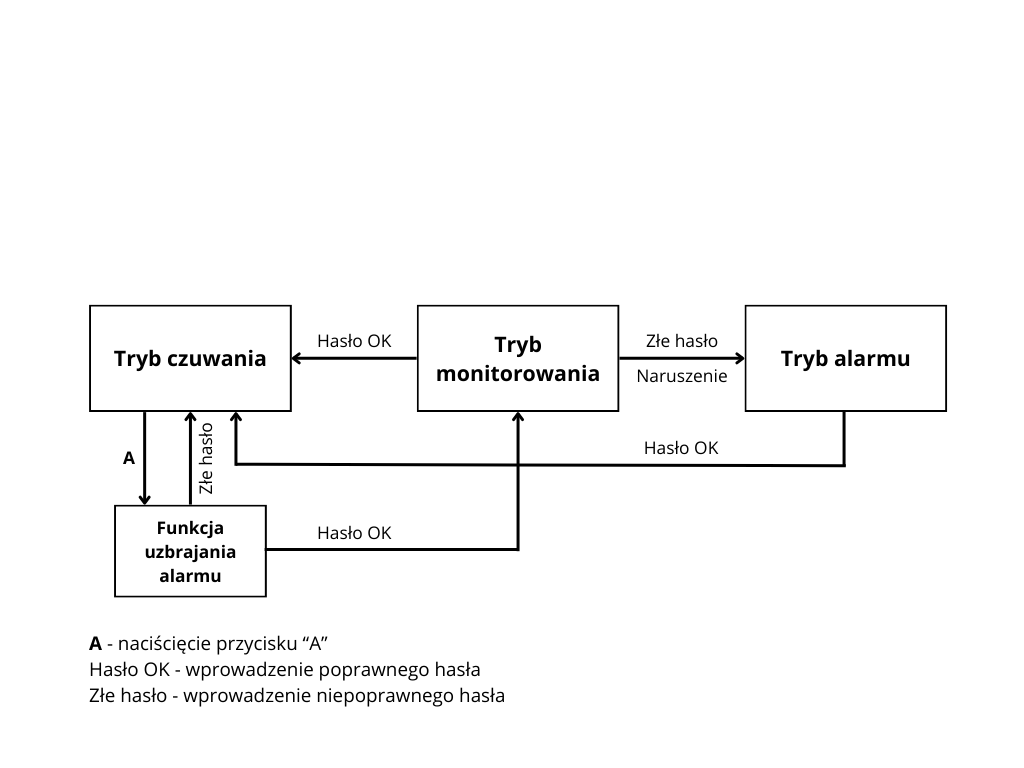 Tryb czuwania
Hasło OK
Tryb
monitorowania
Złe hasło
Naruszenie
Tryb alarmu
A
Złe hasło
Hasło OK
Funkcja
uzbrajania
alarmu
Hasło OK
A - naciścięcie przycisku “A”
Hasło OK - wprowadzenie poprawnego hasła
Złe hasło - wprowadzenie niepoprawnego hasła